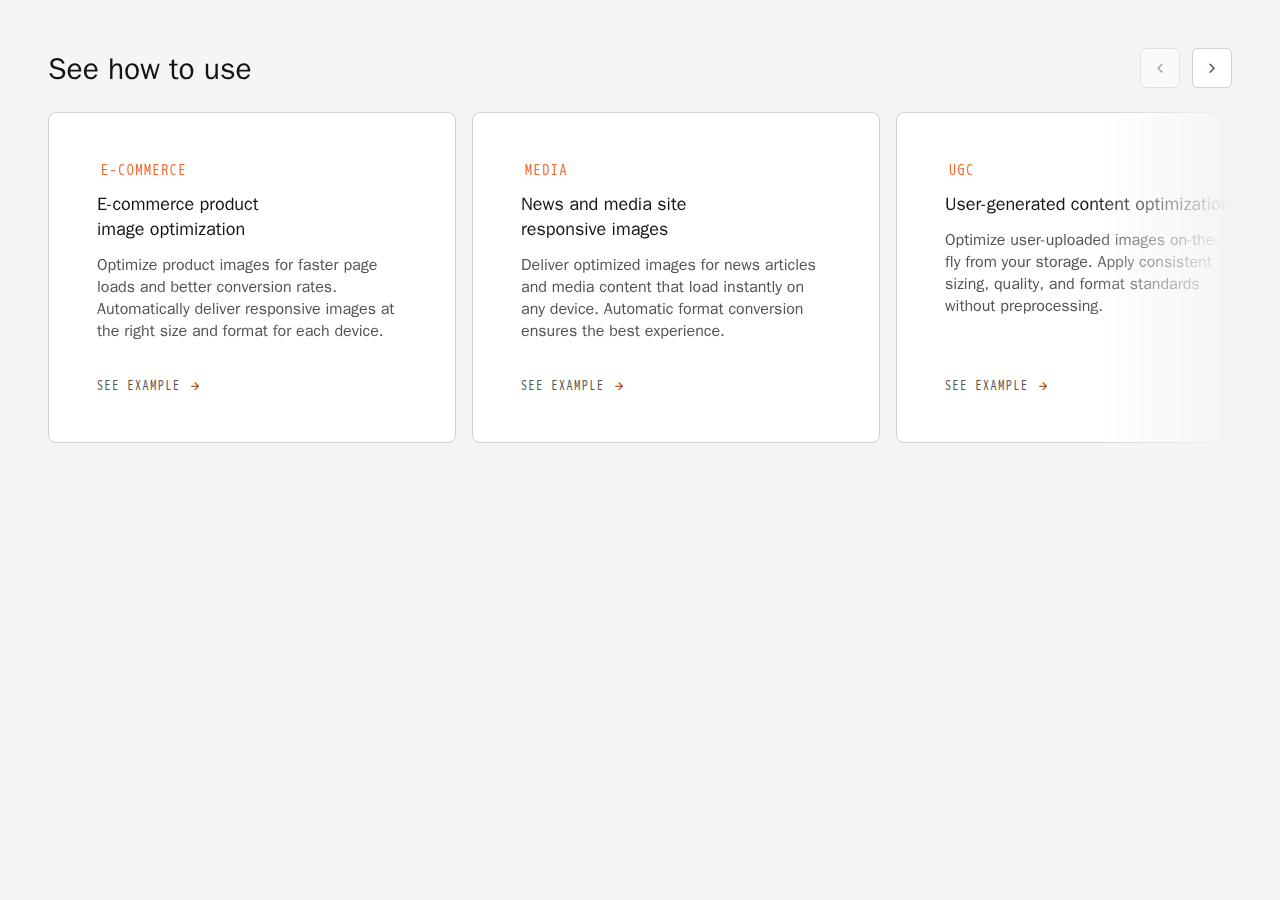 See how to use
E-COMMERCE
E-commerce product
image optimization
Optimize product images for faster page
loads and better conversion rates.
Automatically deliver responsive images at
the right size and format for each device.
SEE EXAMPLE →
MEDIA
News and media site
responsive images
Deliver optimized images for news articles
and media content that load instantly on
any device. Automatic format conversion
ensures the best experience.
SEE EXAMPLE →
UGC
User-generated content optimization
Optimize user-uploaded images on-the-
fly from your storage. Apply consistent
sizing, quality, and format standards
without preprocessing.
SEE EXAMPLE →